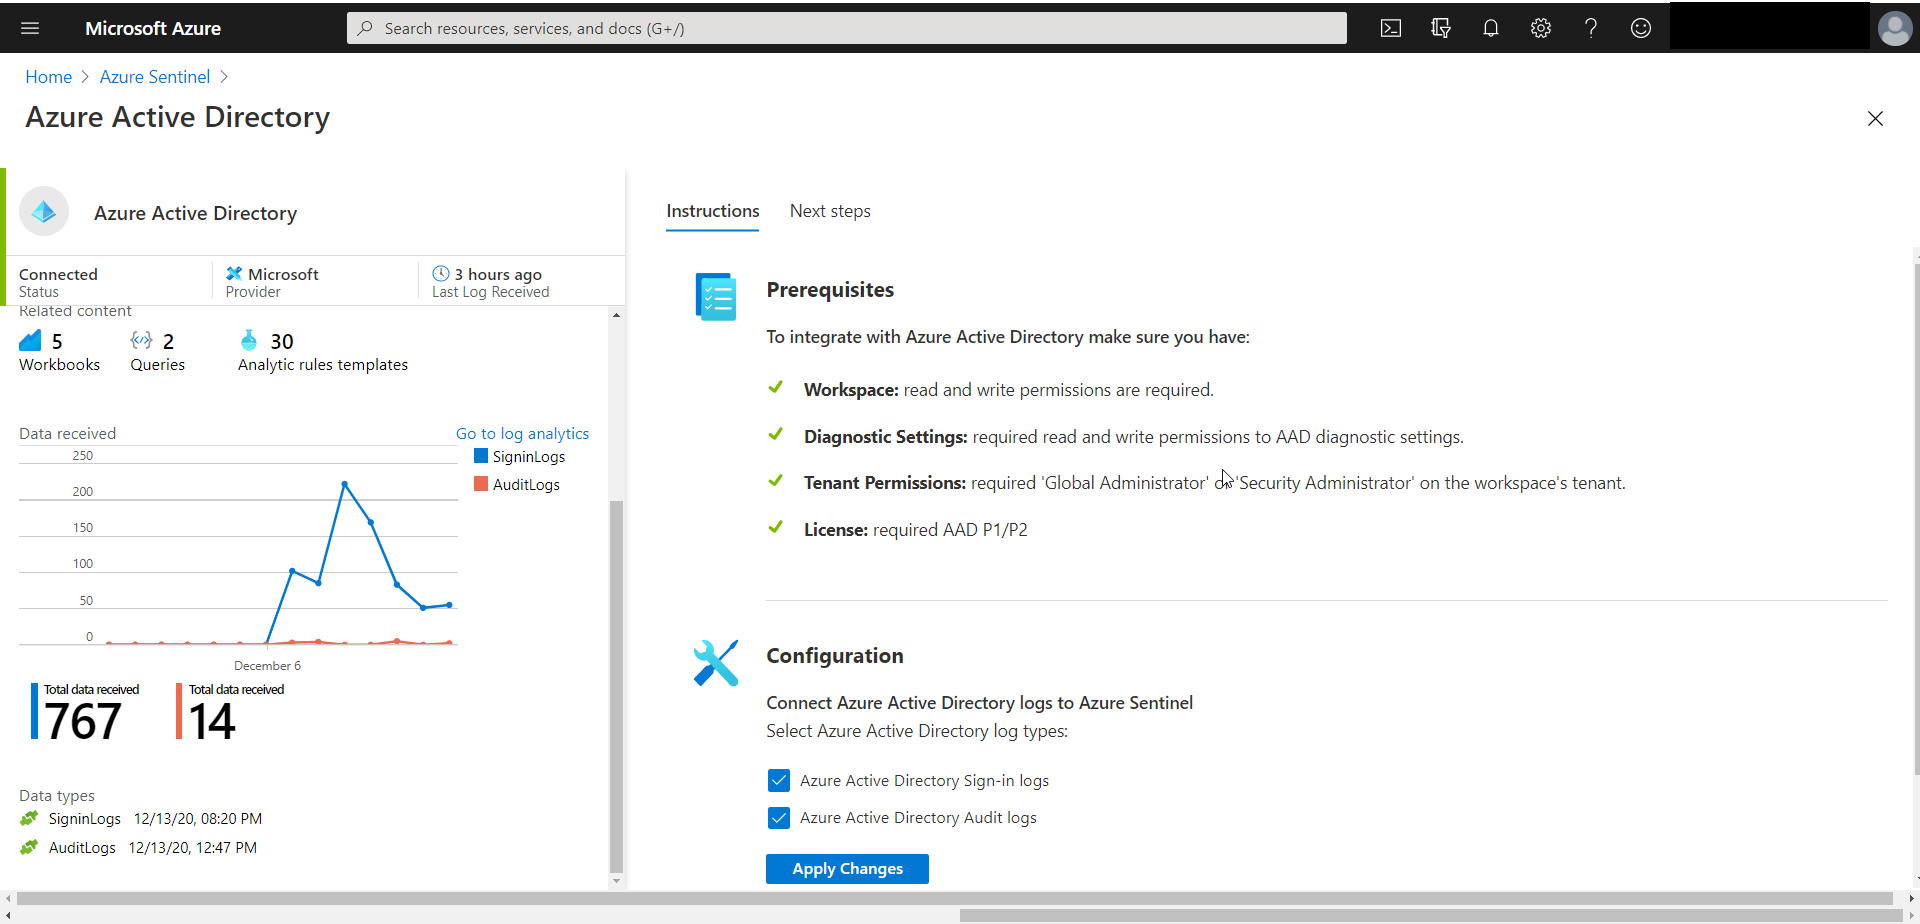 Microsoft Azure
Search resources, services, and docs (G+/)
Home > Azure Sentinel >
Azure Active Directory
Azure Active Directory
Connected
Status
Microsoft
Provider
3 hours ago
Last Log Received
Related content
5
Workbooks
2
Queries
30
Analytic rules templates
Data received
Go to log analytics
250
200
150
100
50
0
December 6
SigninLogs
AuditLogs
Total data received
767
Total data received
14
Data types
SigninLogs 12/13/20, 08:20 PM
AuditLogs 12/13/20, 12:47 PM
Instructions
Next steps
Prerequisites
To integrate with Azure Active Directory make sure you have:
Workspace: read and write permissions are required.
Diagnostic Settings: required read and write permissions to AAD diagnostic settings.
Tenant Permissions: required 'Global Administrator' or 'Security Administrator' on the workspace's tenant.
License: required AAD P1/P2
Configuration
Connect Azure Active Directory logs to Azure Sentinel
Select Azure Active Directory log types:
Azure Active Directory Sign-in logs
Azure Active Directory Audit logs
Apply Changes